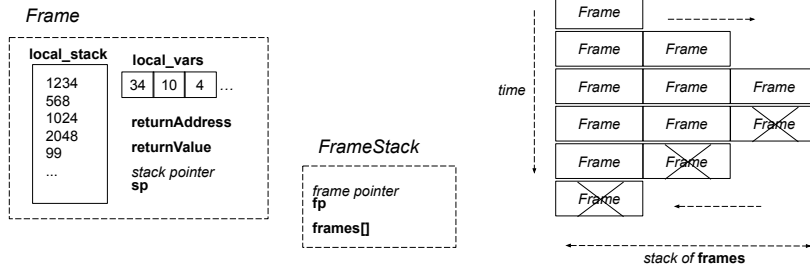 Frame
local_stack
1234
568
1024
2048
99
...
local_vars
34 10 4 ...
returnAddress
returnValue
stack pointer
sp
FrameStack
frame pointer
fp
frames[]
time
Frame
Frame Frame
Frame Frame Frame
Frame Frame Frame
Frame Frame
Frame
stack of frames